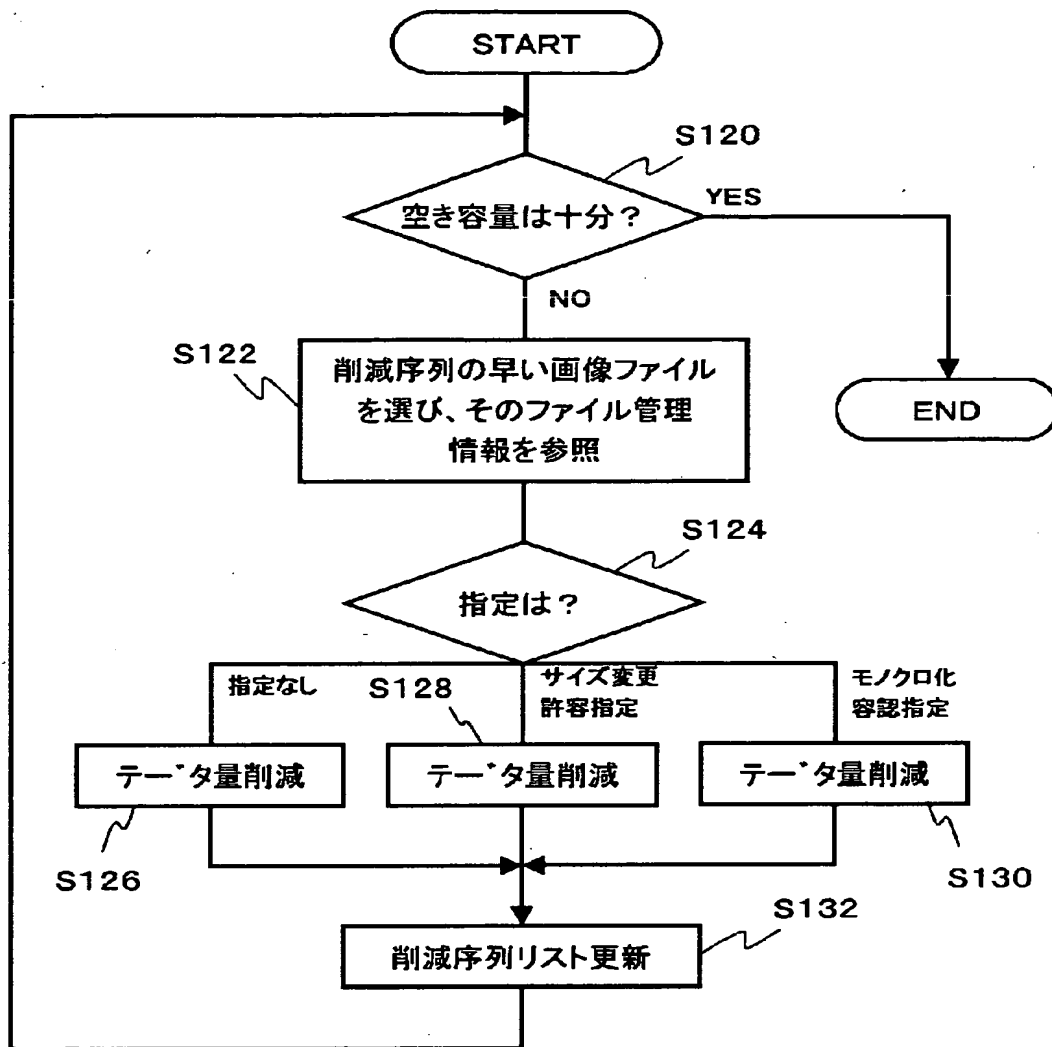 START
S120
空き容量は十分？
YES
NO
S122
削減序列の早い画像ファイル
を選び、そのファイル管理
情報を参照
END
S124
指定は？
指定なし
S128
サイズ変更
許容指定
モノクロ化
容認指定
データ量削減
データ量削減
データ量削減
S126
S130
S132
削減序列リスト更新